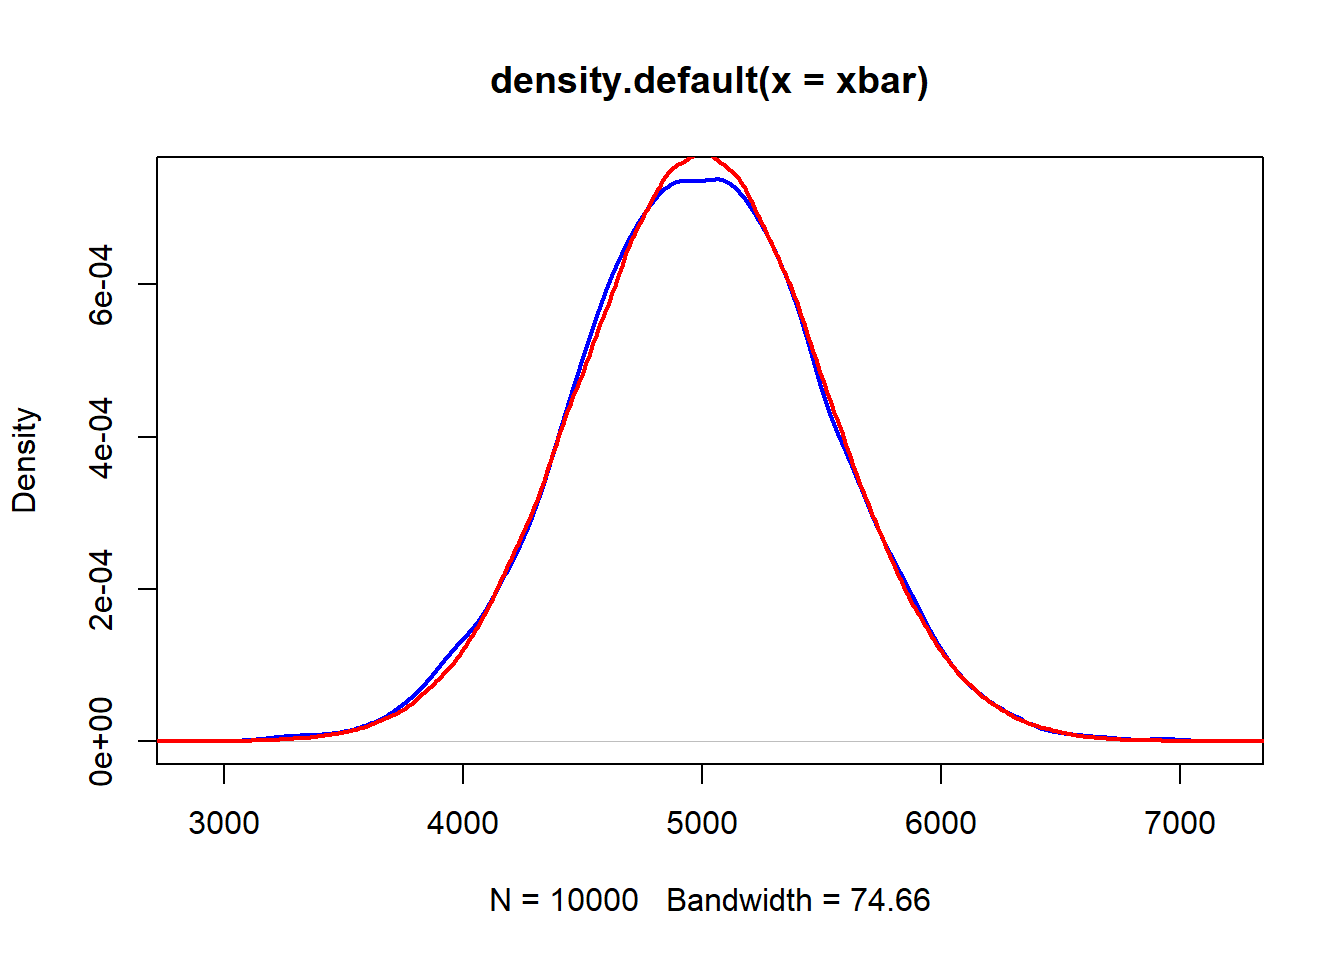 density.default(x = xbar)
Density
6e-04
4e-04
2e-04
0e+00
3000 4000 5000 6000 7000
N = 10000 Bandwidth = 74.66